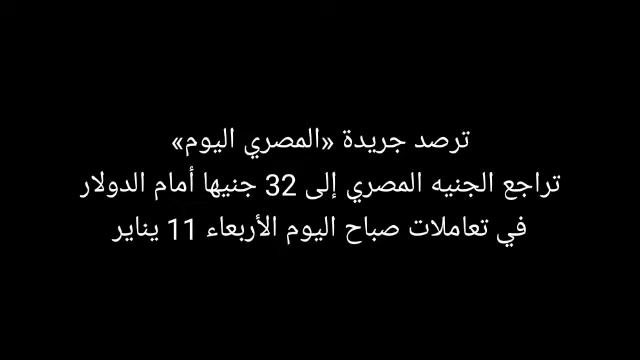 ترصد جريدة «المصري اليوم»
تراجع الجنيه المصري إلى 32 جنيها أمام الدولار
في تعاملات صباح اليوم الأربعاء 11 يناير